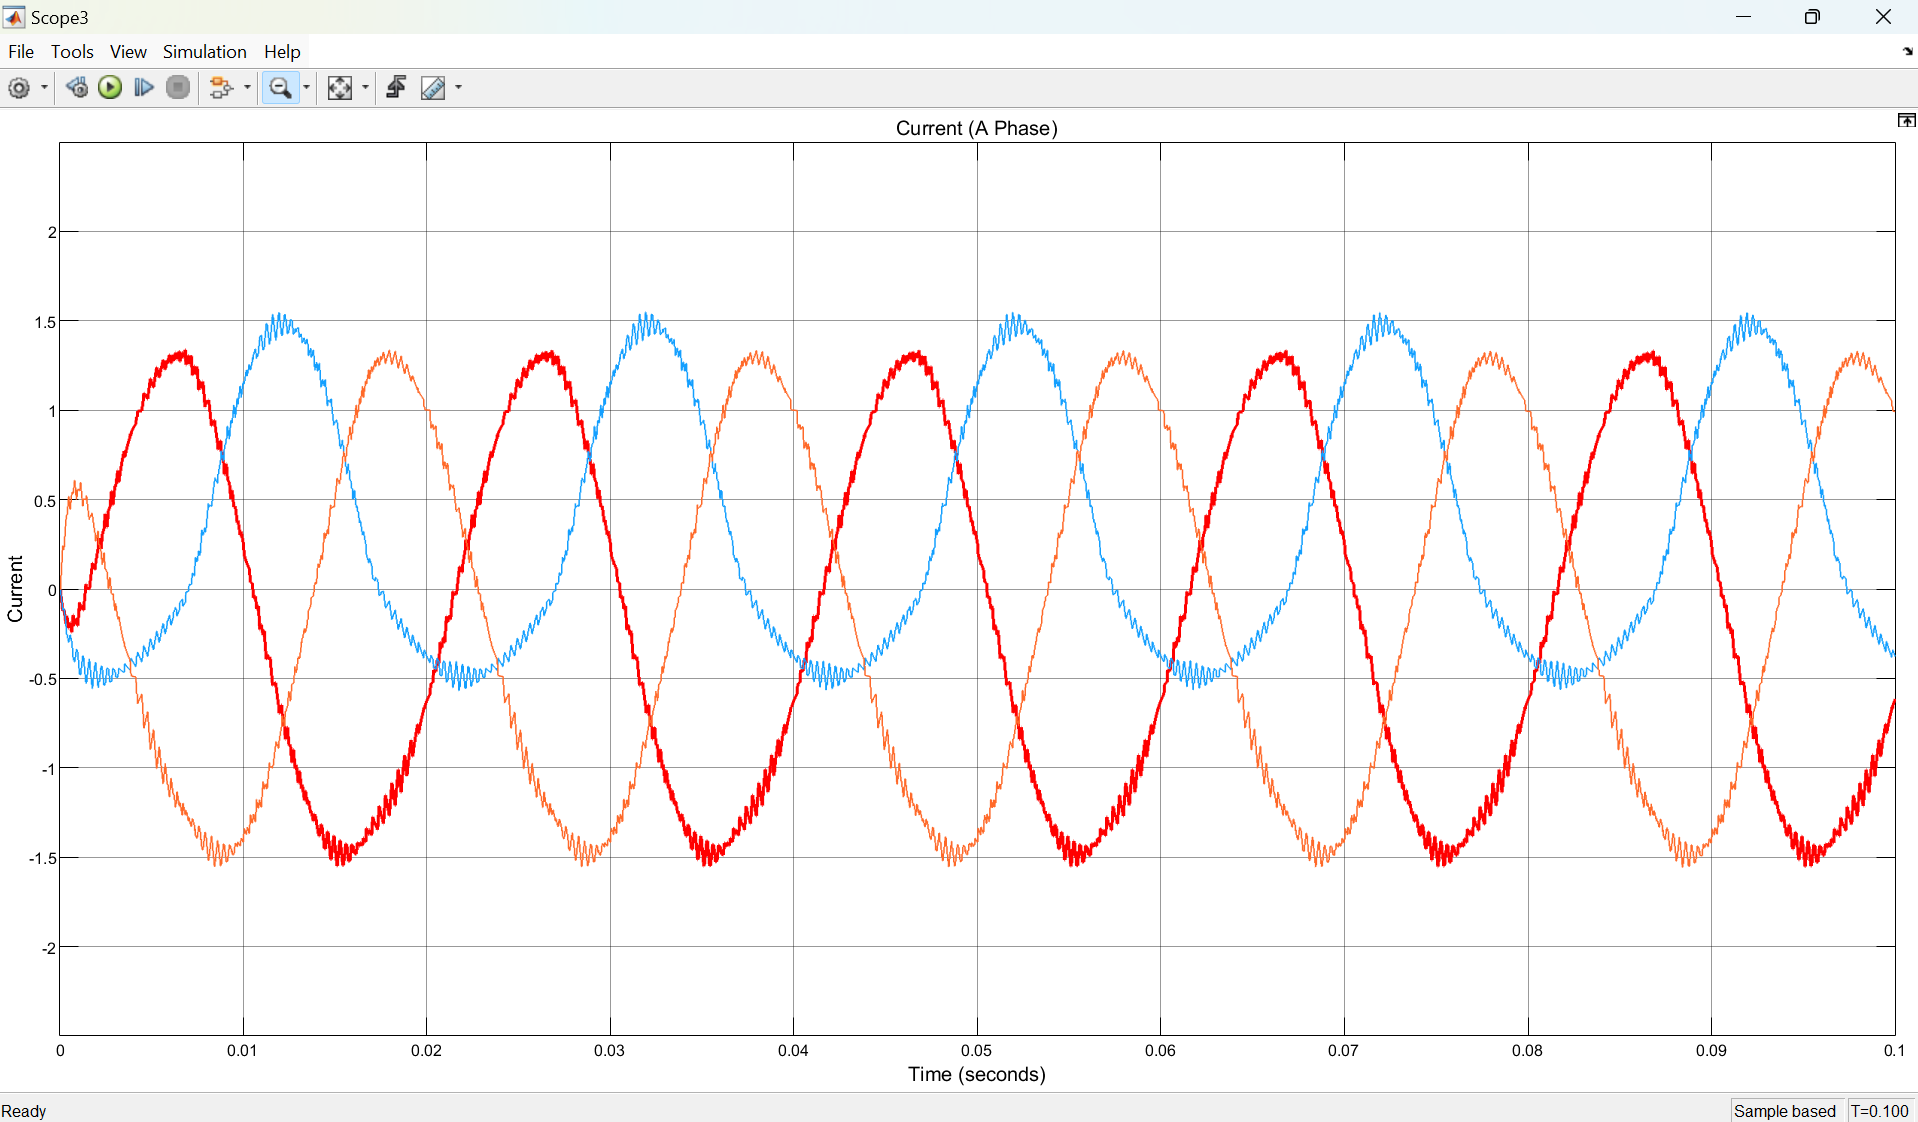 Scope3
File Tools View Simulation Help
Current (A Phase)
2
1.5
1
0.5
0
-0.5
-1
-1.5
-2
Current
0 0.01 0.02 0.03 0.04 0.05 0.06 0.07 0.08 0.09 0.1
Time (seconds)
Ready Sample based T=0.100